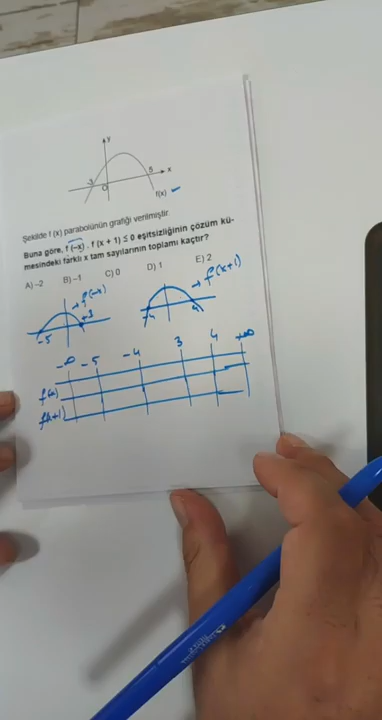 y
-3 O 5 x
f(x)
Şekilde f (x) parabolünün grafiği verilmiştir.
Buna göre, f (–x) . f (x + 1) ≤ 0 eşitsizliğinin çözüm kü-
mesindeki farklı x tam sayılarının toplamı kaçtır?
A) –2 B) –1 C) 0 D) 1 E) 2
f(-x) f(x+1)
-5 +3 -4 4
-∞ -5 -4 3 4 +∞
f(-x)
f(x+1)